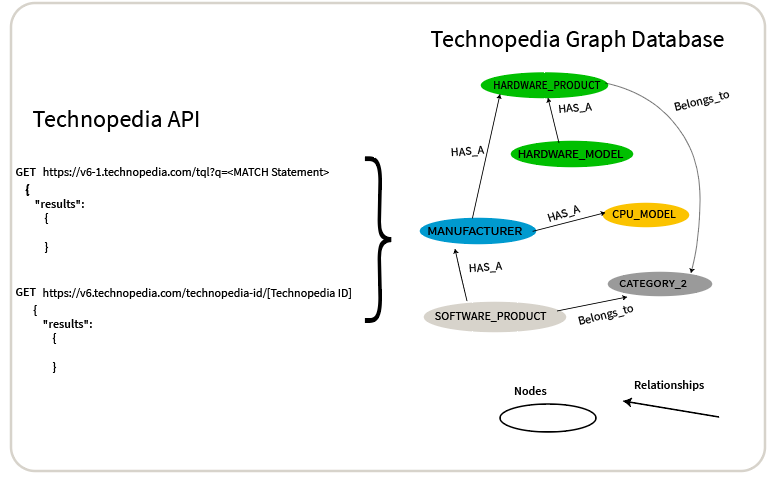 Technopedia API
GET https://v6-1.technopedia.com/tql?q=<MATCH Statement>
{
"results":
{
}
GET https://v6.technopedia.com/technopedia-id/[Technopedia ID]
{
"results":
{
}
}
Technopedia Graph Database
HARDWARE_PRODUCT
Belongs_to
HAS_A
HAS_A
HARDWARE_MODEL
HAS_A
CPU_MODEL
MANUFACTURER
HAS_A
CATEGORY_2
SOFTWARE_PRODUCT
Belongs_to
Nodes
Relationships